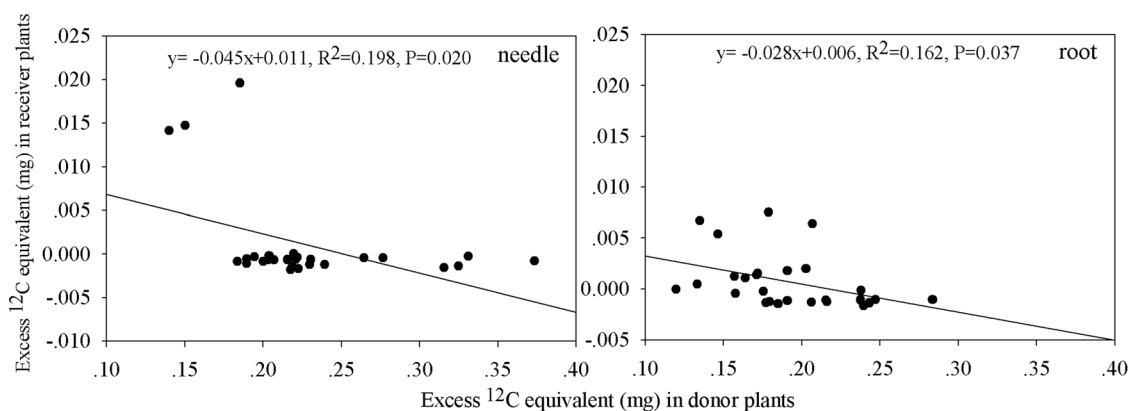 y= -0.045x+0.011, R2=0.198, P=0.020
needle
.025
.020
.015
.010
.005
0.000
-.005
-.010
.10 .15 .20 .25 .30 .35 .40
Excess 12C equivalent (mg) in receiver plants
y= -0.028x+0.006, R2=0.162, P=0.037
root
.025
.020
.015
.010
.005
0.000
-.005
.10 .15 .20 .25 .30 .35 .40
Excess 12C equivalent (mg) in donor plants